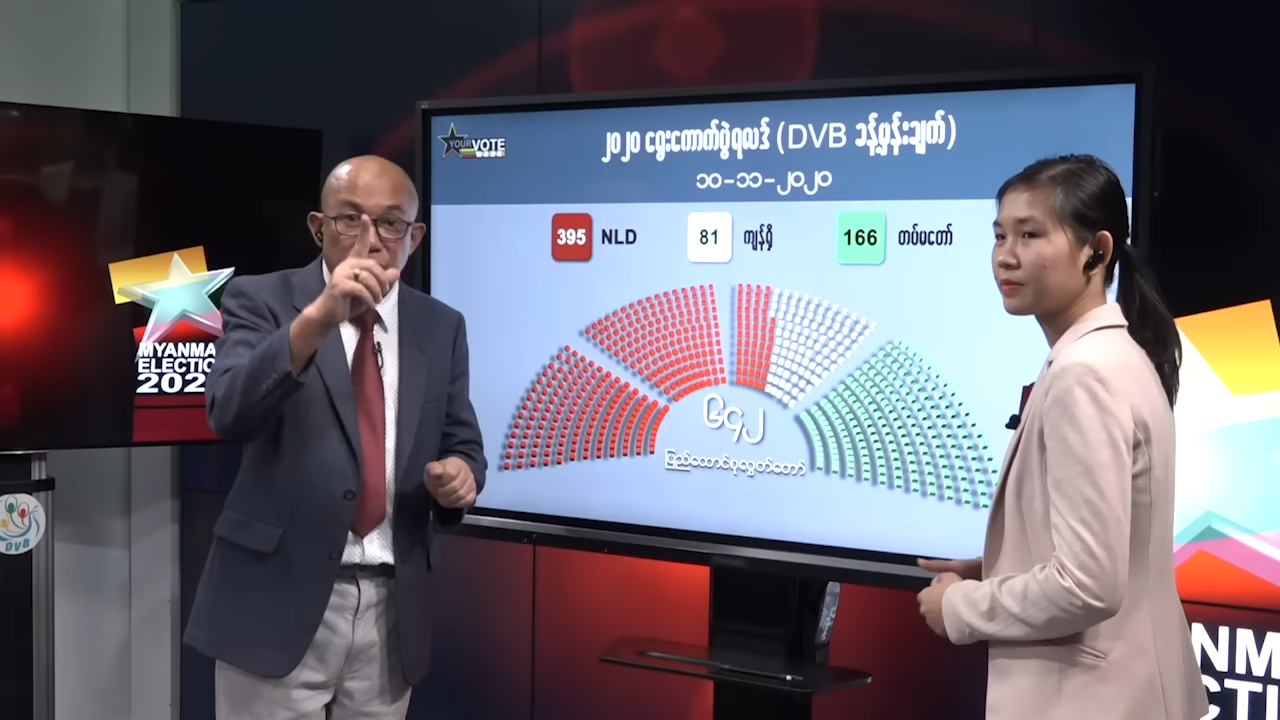 YOUR VOTE
၂၀၂၀ ရွေးကောက်ပွဲရလဒ် (DVB ခန့်မှန်းချက်)
၁၀-၁၁-၂၀၂၀
395 NLD
81 ကျန်ရှိ
166 တပ်မတော်
၆၄၂
ပြည်ထောင်စုလွှတ်တော်
MYANMA
ELECTIO
202
DVB
NM
CTI